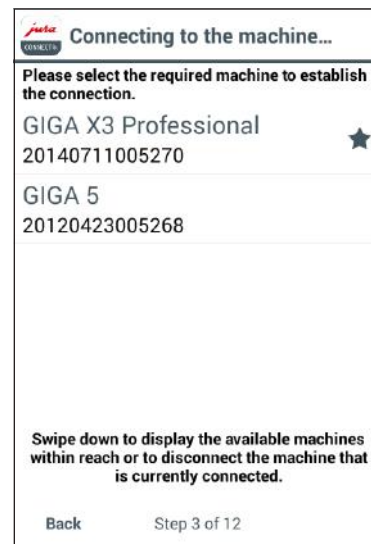 jura
CONNECTOR
Connecting to the machine...
Please select the required machine to establish
the connection.
GIGA X3 Professional
20140711005270
GIGA 5
20120423005268
Swipe down to display the available machines
within reach or to disconnect the machine that
is currently connected.
Back
Step 3 of 12